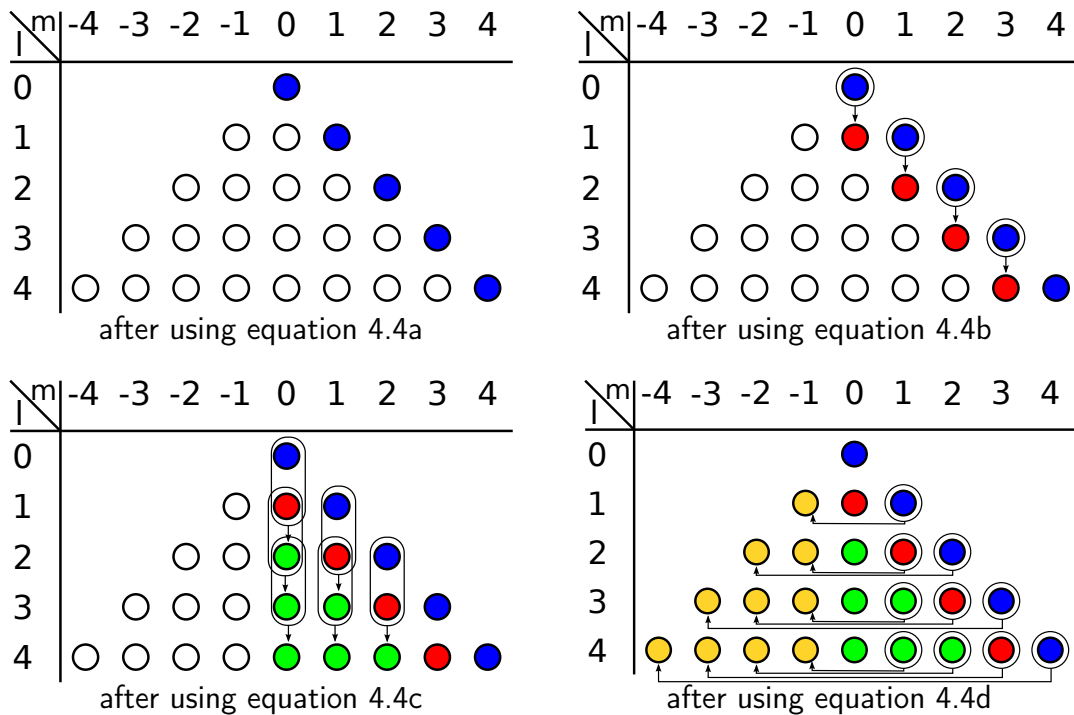 m -4 -3 -2 -1 0 1 2 3 4
l
0
1
2
3
4
after using equation 4.4a
m -4 -3 -2 -1 0 1 2 3 4
l
0
1
2
3
4
after using equation 4.4b
m -4 -3 -2 -1 0 1 2 3 4
l
0
1
2
3
4
after using equation 4.4c
m -4 -3 -2 -1 0 1 2 3 4
l
0
1
2
3
4
after using equation 4.4d